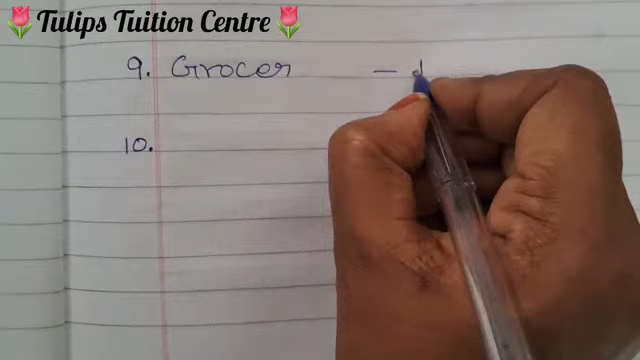 🌷Tulips Tuition Centre🌷
9. Grocer -
10.